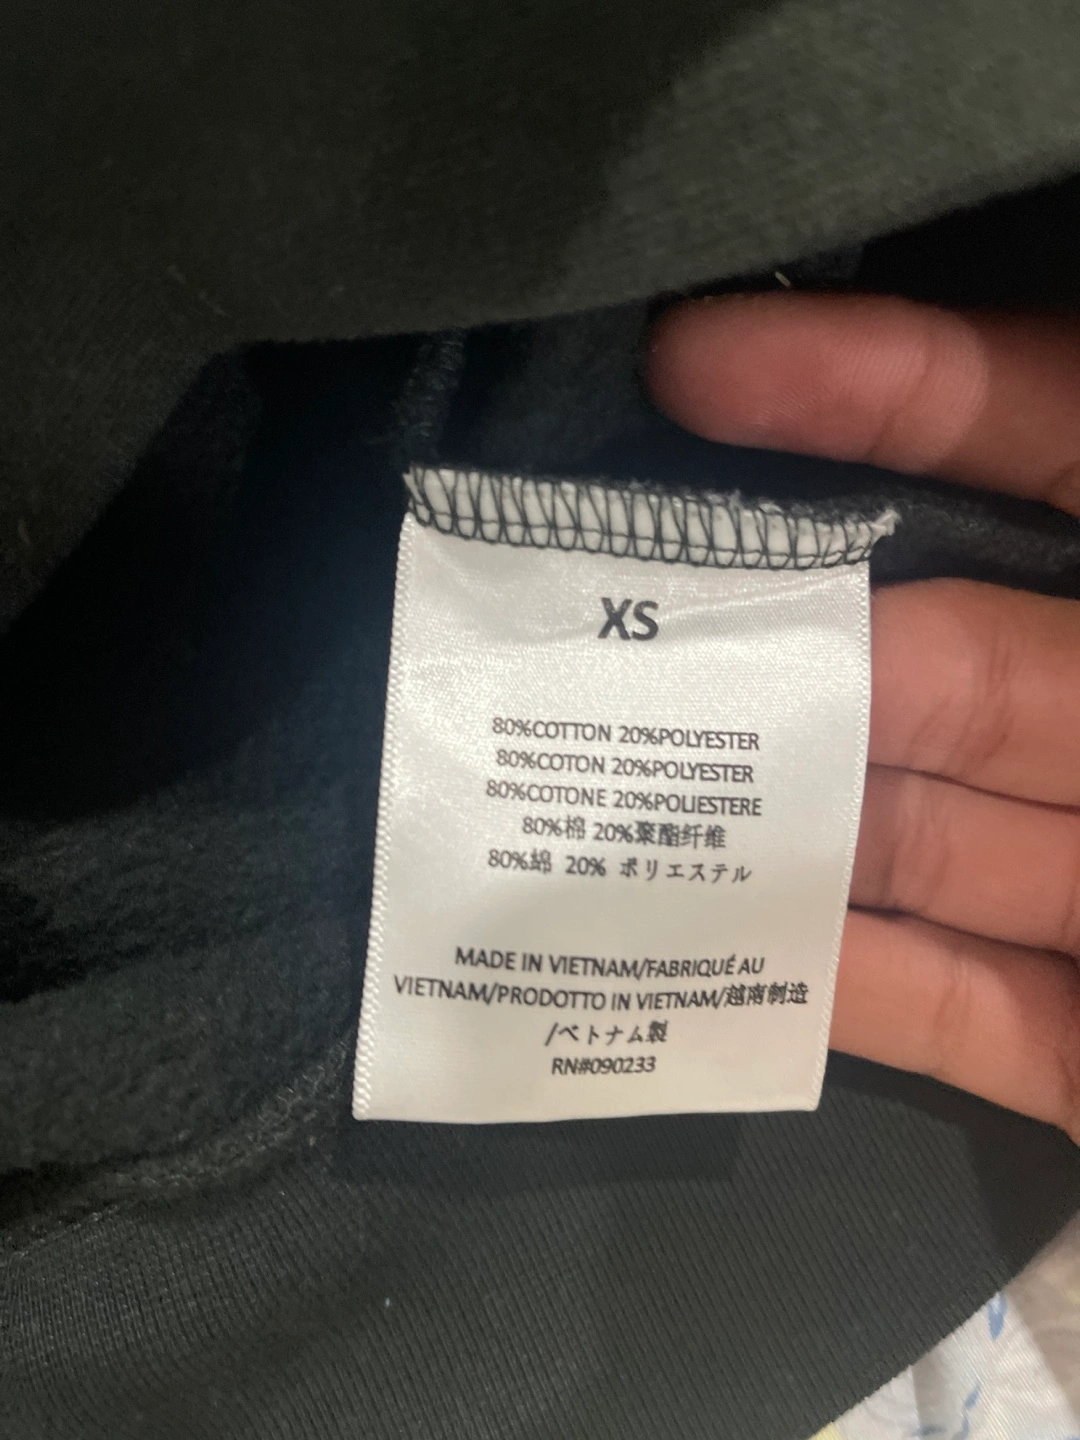 XS
80%COTTON 20%POLYESTER
80%COTON 20%POLYESTER
80%COTONE 20%POLIESTERE
80%棉 20%聚酯纤维
80%綿 20% ポリエステル
MADE IN VIETNAM/FABRIQUÉ AU
VIETNAM/PRODOTTO IN VIETNAM/越南制造
/ベトナム製
RN#090233